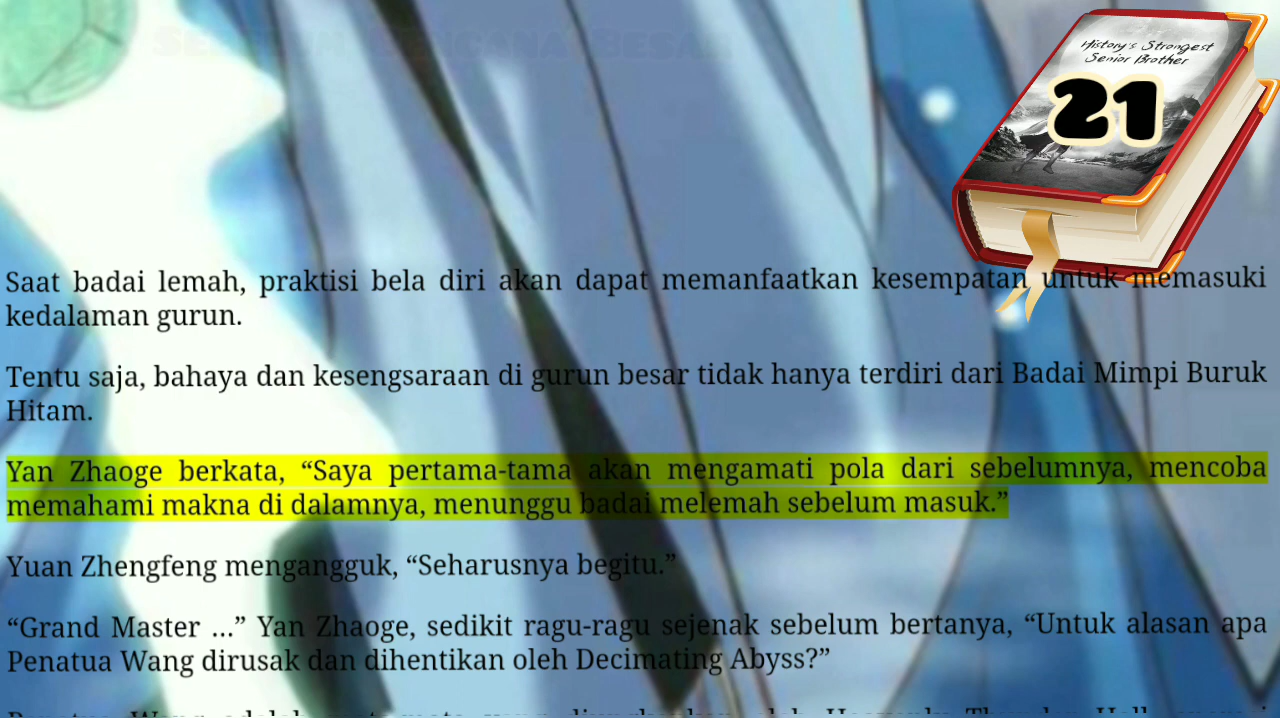 History's Strongest
Senior Brother
21
Saat badai lemah, praktisi bela diri akan dapat memanfaatkan kesempatan untuk memasuki
kedalaman gurun.
Tentu saja, bahaya dan kesengsaraan di gurun besar tidak hanya terdiri dari Badai Mimpi Buruk
Hitam.
Yan Zhaoge berkata, “Saya pertama-tama akan mengamati pola dari sebelumnya, mencoba
memahami makna di dalamnya, menunggu badai melemah sebelum masuk.”
Yuan Zhengfeng mengangguk, “Seharusnya begitu.”
“Grand Master ...” Yan Zhaoge, sedikit ragu-ragu sejenak sebelum bertanya, “Untuk alasan apa
Penatua Wang dirusak dan dihentikan oleh Decimating Abyss?”